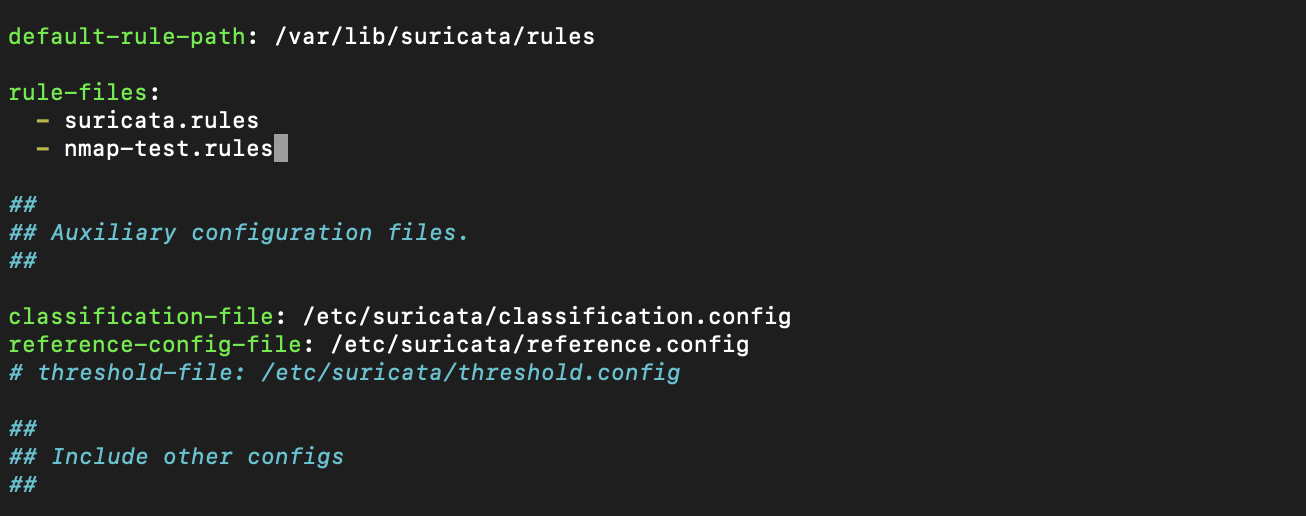 default-rule-path: /var/lib/suricata/rules
rule-files:
  - suricata.rules
  - nmap-test.rules
##
## Auxiliary configuration files.
##
classification-file: /etc/suricata/classification.config
reference-config-file: /etc/suricata/reference.config
# threshold-file: /etc/suricata/threshold.config
##
## Include other configs
##